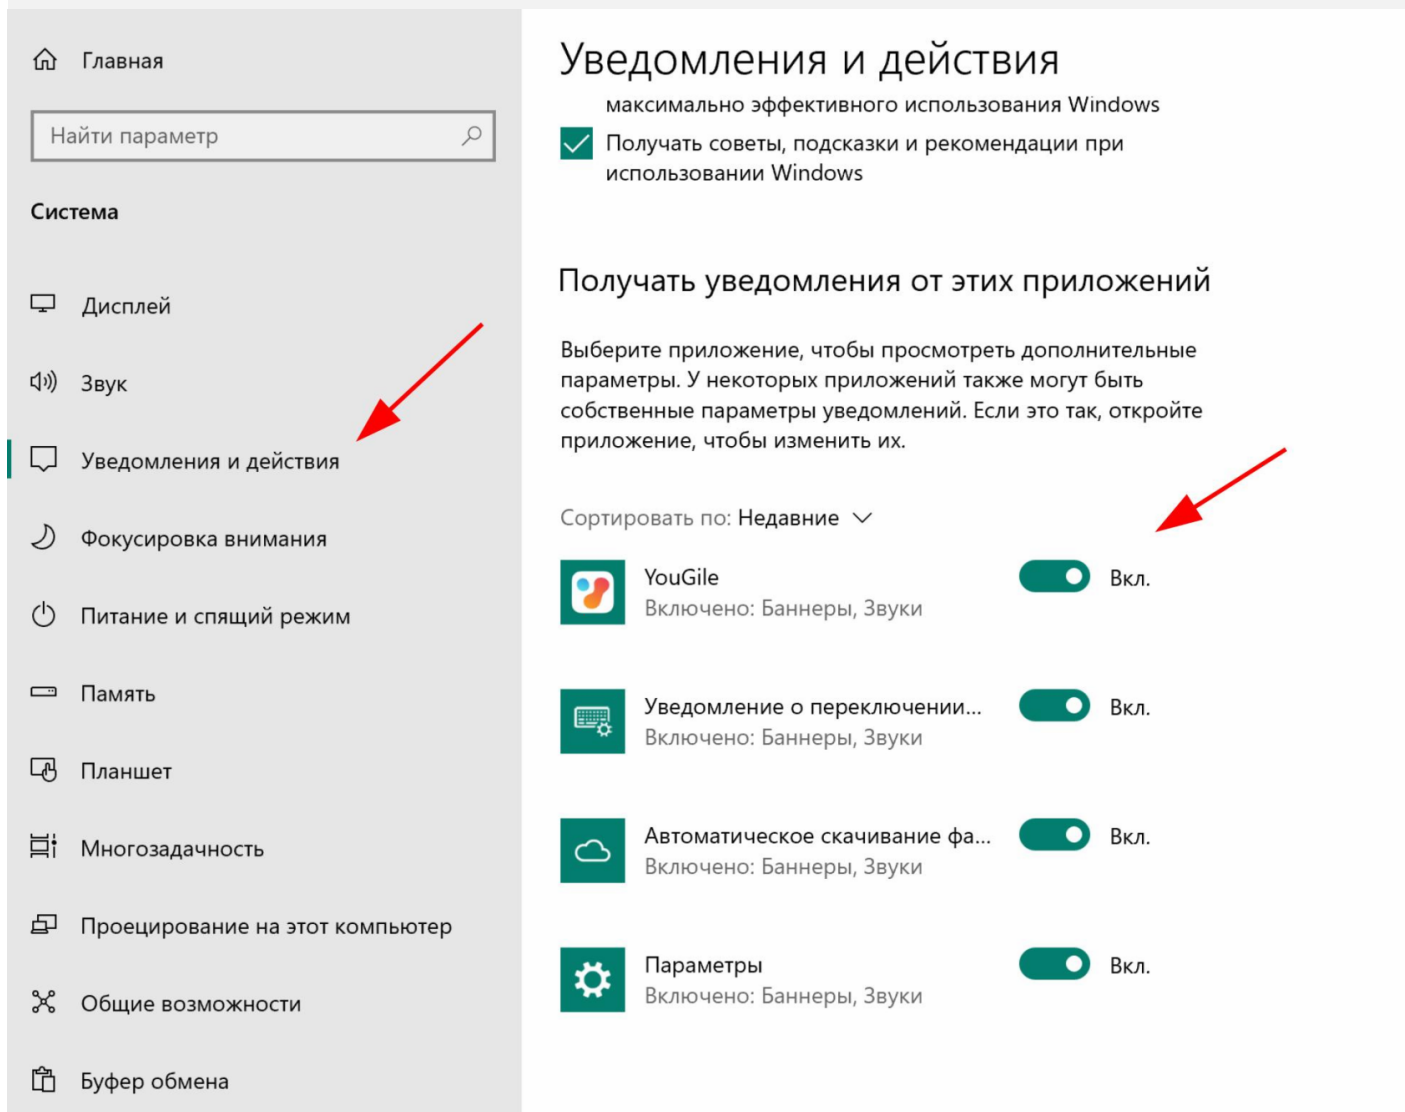 Главная
Найти параметр
Система
Дисплей
Звук
Уведомления и действия
Фокусировка внимания
Питание и спящий режим
Память
Планшет
Многозадачность
Проецирование на этот компьютер
Общие возможности
Буфер обмена
Уведомления и действия
максимально эффективного использования Windows
Получать советы, подсказки и рекомендации при
использовании Windows
Получать уведомления от этих приложений
Выберите приложение, чтобы просмотреть дополнительные
параметры. У некоторых приложений также могут быть
собственные параметры уведомлений. Если это так, откройте
приложение, чтобы изменить их.
Сортировать по: Недавние
YouGile
Вкл.
Включено: Баннеры, Звуки
Уведомление о переключении...
Вкл.
Включено: Баннеры, Звуки
Автоматическое скачивание фа...
Вкл.
Включено: Баннеры, Звуки
Параметры
Вкл.
Включено: Баннеры, Звуки